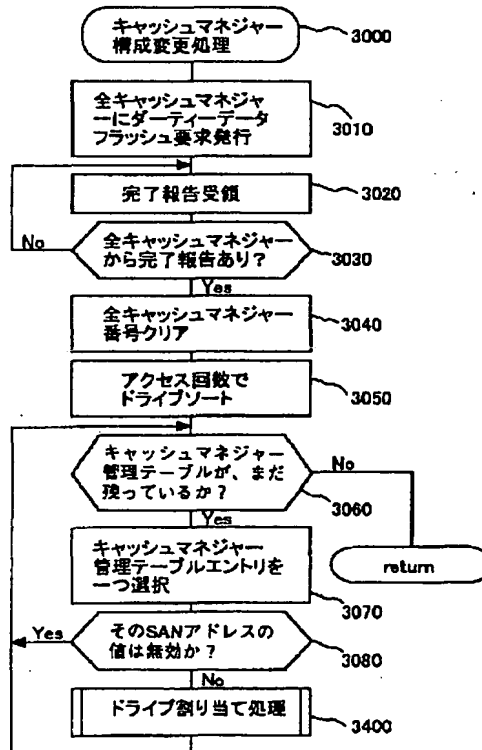 キャッシュマネジャー
構成変更処理
3000
全キャッシュマネジャ
ーにダーティーデータ
フラッシュ要求発行
3010
完了報告受領
3020
No
全キャッシュマネジャー
から完了報告あり?
3030
Yes
全キャッシュマネジャー
番号クリア
3040
アクセス回数で
ドライブソート
3050
キャッシュマネジャー
管理テーブルが、まだ
残っているか?
No
3060
Yes
キャッシュマネジャー
管理テーブルエントリを
一つ選択
return
3070
Yes
そのSANアドレスの
値は無効か?
3080
No
ドライブ割り当て処理
3400